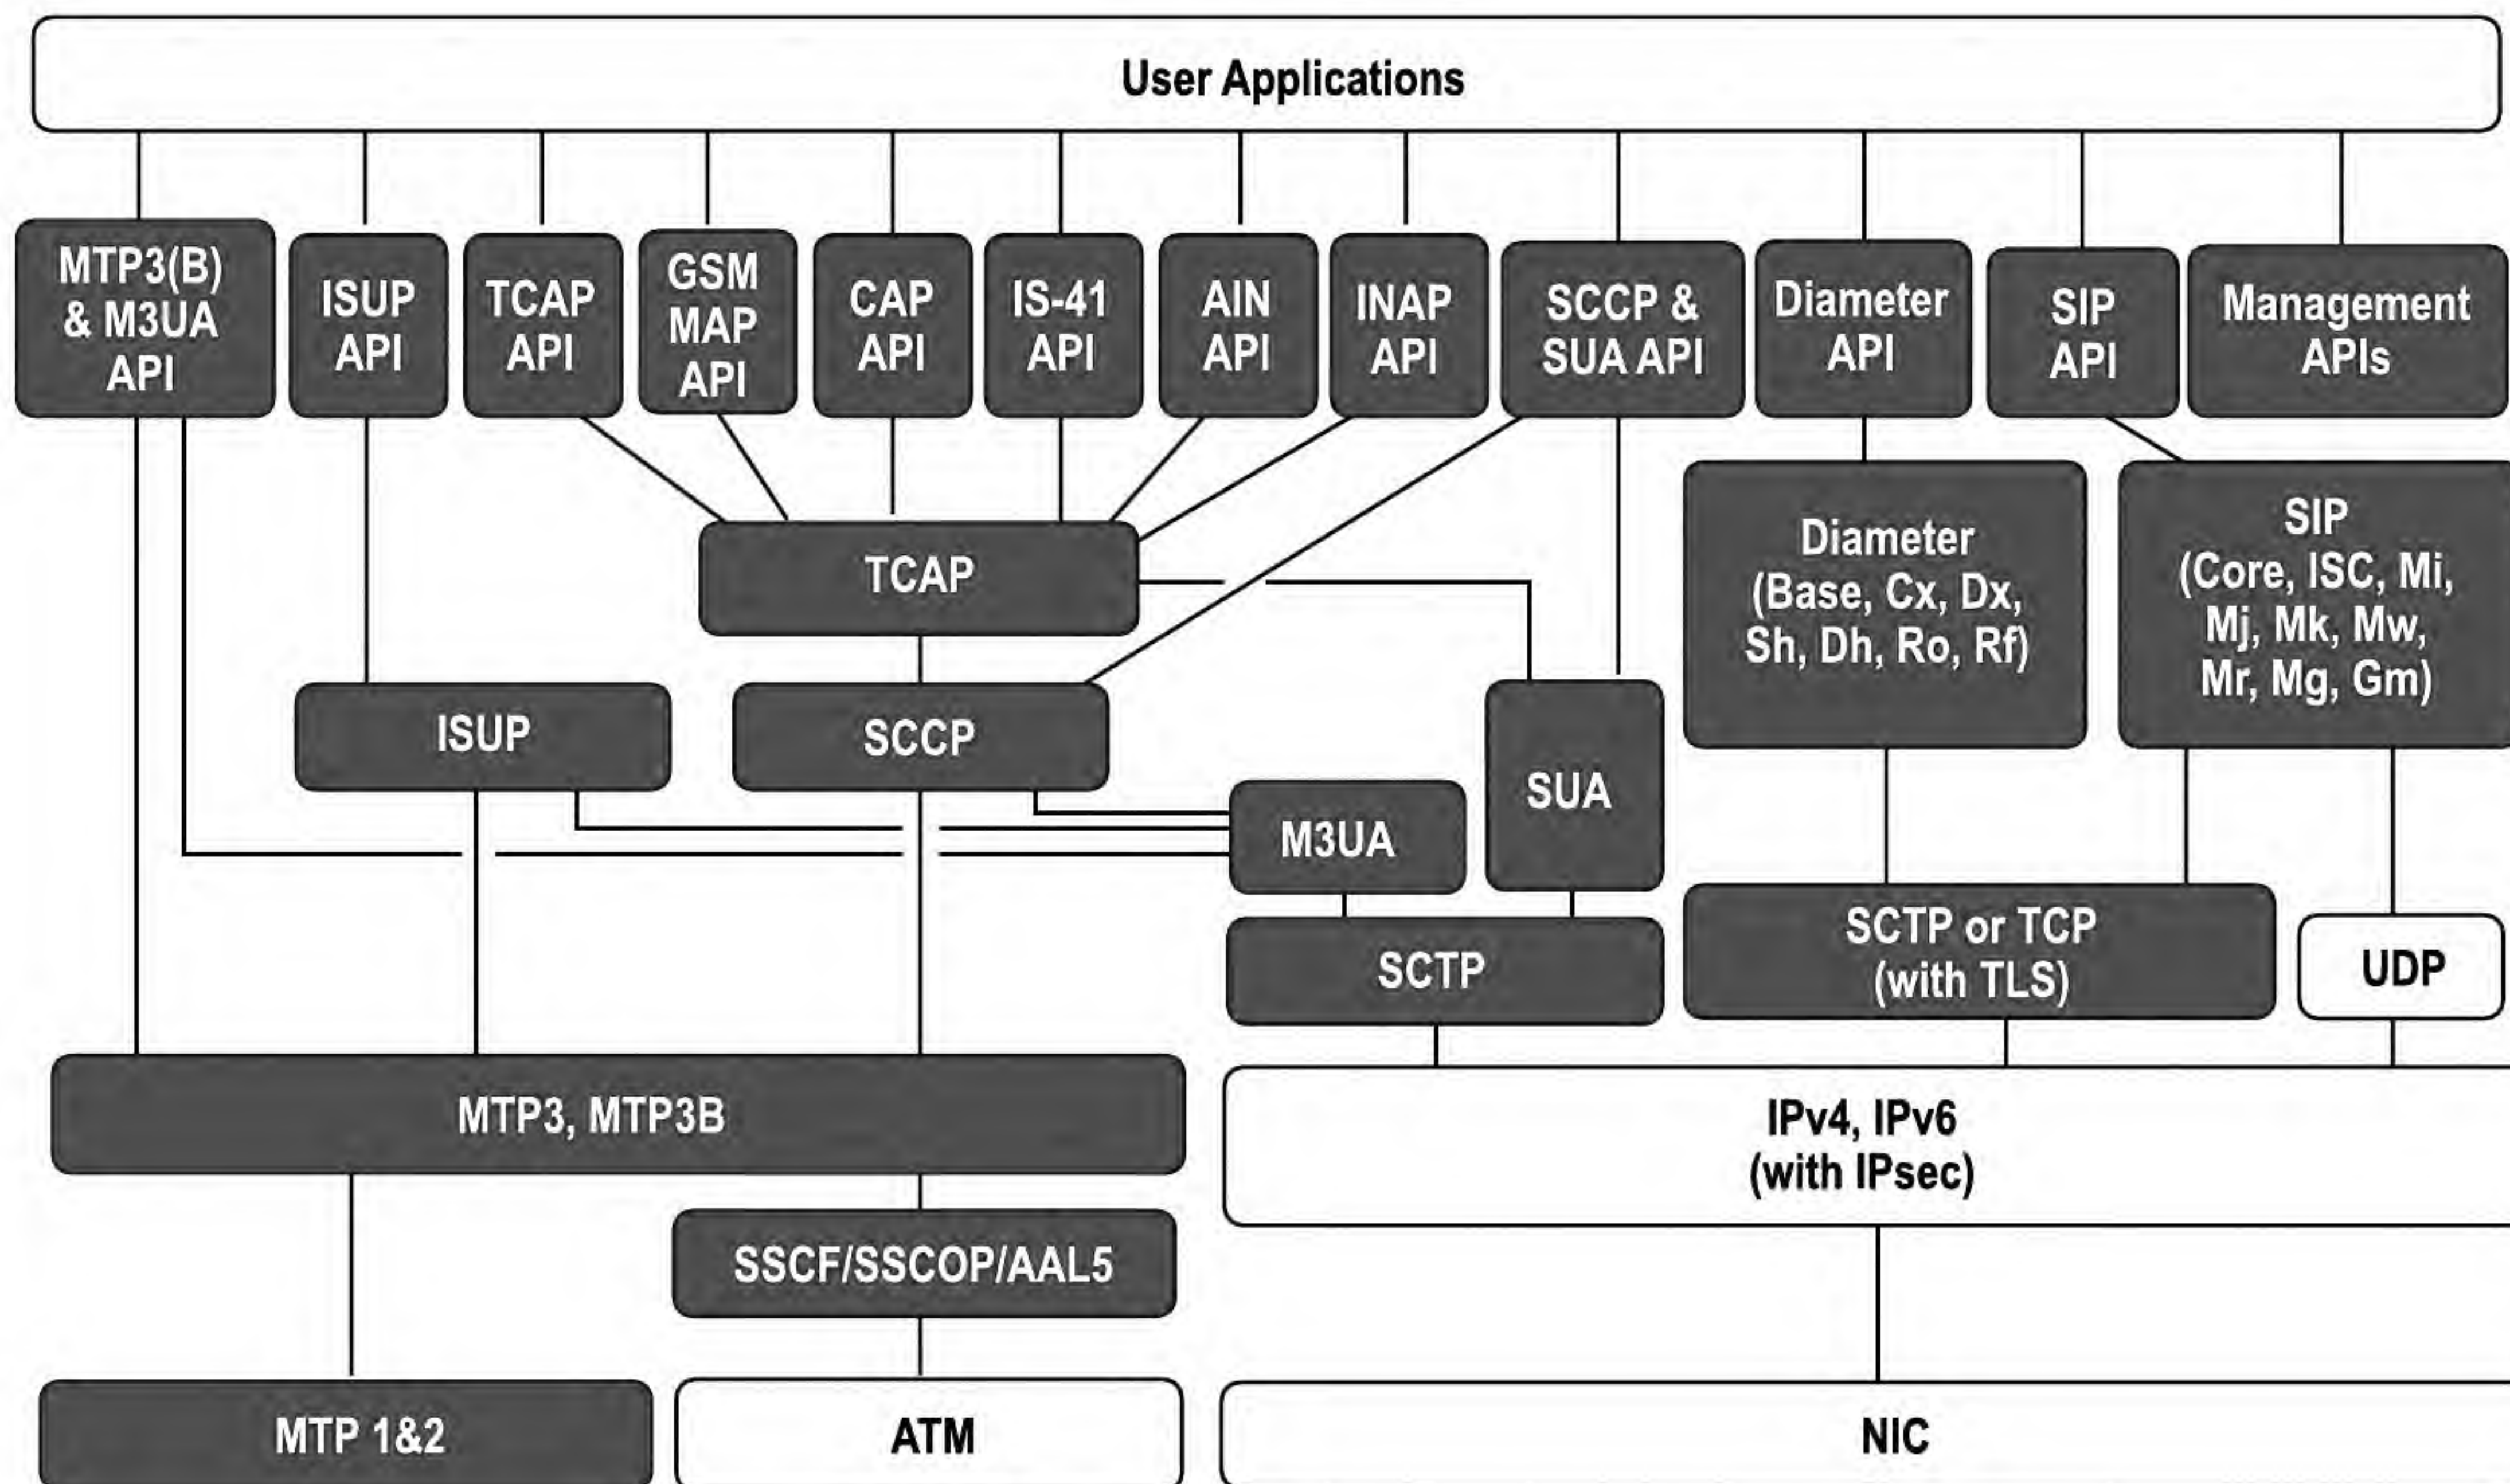 User Applications
MTP3(B)
& M3UA
API
ISUP
API
TCAP
API
GSM
MAP
API
CAP
API
IS-41
API
AIN
API
INAP
API
SCCP &
SUA API
Diameter
API
SIP
API
Management
APIs
TCAP
Diameter
(Base, Cx, Dx,
Sh, Dh, Ro, Rf)
SIP
(Core, ISC, Mi,
Mj, Mk, Mw,
Mr, Mg, Gm)
ISUP
SCCP
M3UA
SUA
SCTP
SCTP or TCP
(with TLS)
UDP
MTP3, MTP3B
IPv4, IPv6
(with IPsec)
SSCF/SSCOP/AAL5
MTP 1&2
ATM
NIC